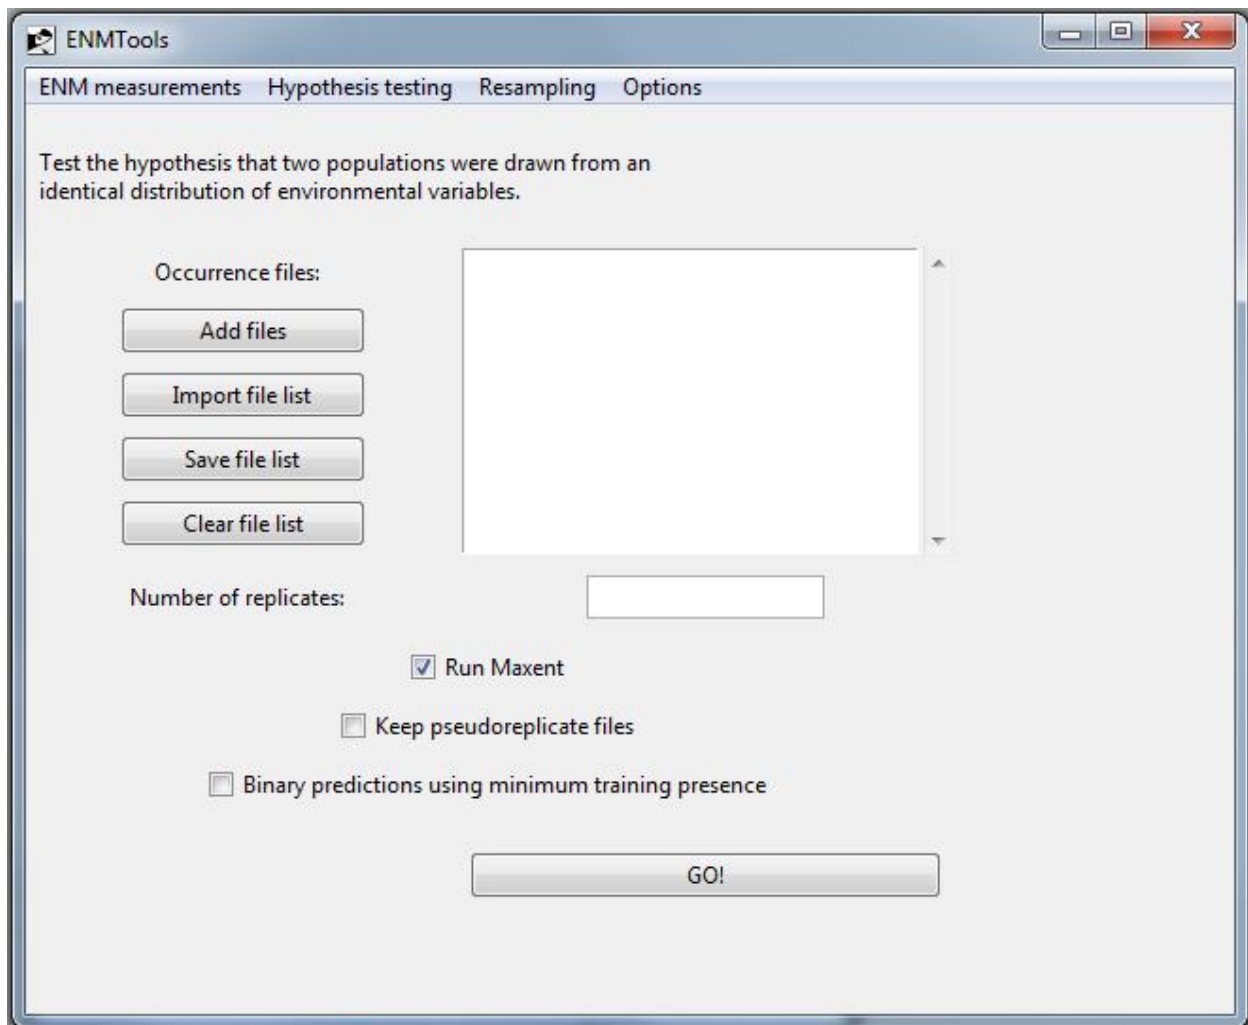 ENMTools
ENM measurements Hypothesis testing Resampling Options
Test the hypothesis that two populations were drawn from an
identical distribution of environmental variables.
Occurrence files:
Add files
Import file list
Save file list
Clear file list
Number of replicates:
Run Maxent
Keep pseudoreplicate files
Binary predictions using minimum training presence
GO!